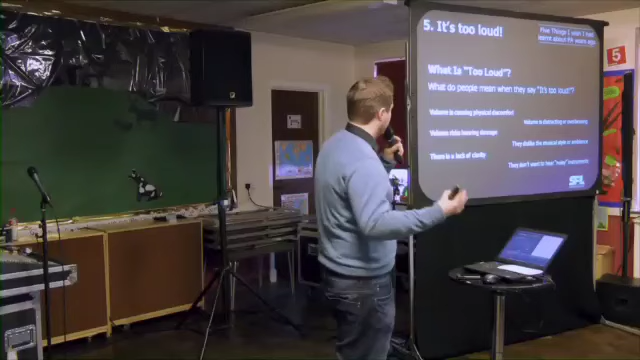 5. It's too loud!
Five Things I wish I had
learnt about PA years ago
What Is "Too Loud"?
What do people mean when they say "It's too loud"?
Volume is causing physical discomfort
Volume is distracting or overbearing
Volume risks hearing damage
They dislike the musical style or ambience
There is a lack of clarity
They don't want to hear "noisy" instruments
SFL
5